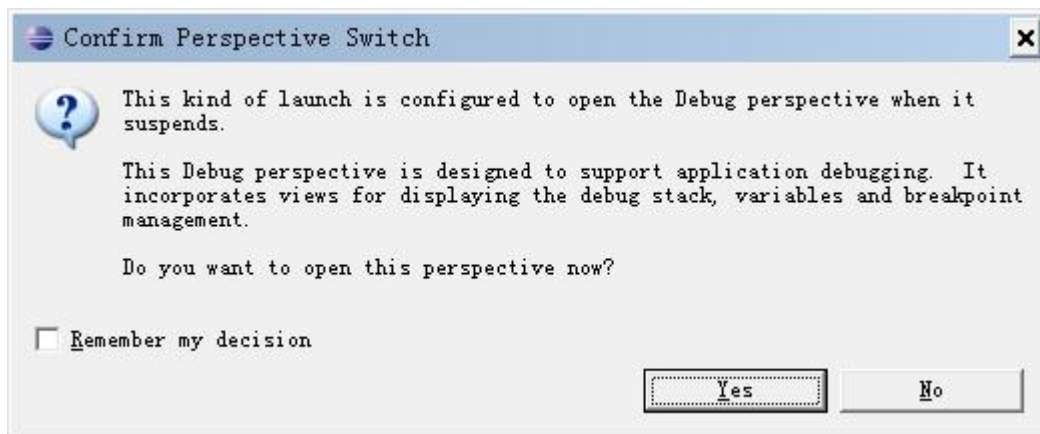 Confirm Perspective Switch
This kind of launch is configured to open the Debug perspective when it
suspends.
This Debug perspective is designed to support application debugging. It
incorporates views for displaying the debug stack, variables and breakpoint
management.
Do you want to open this perspective now?
Remember my decision
Yes No